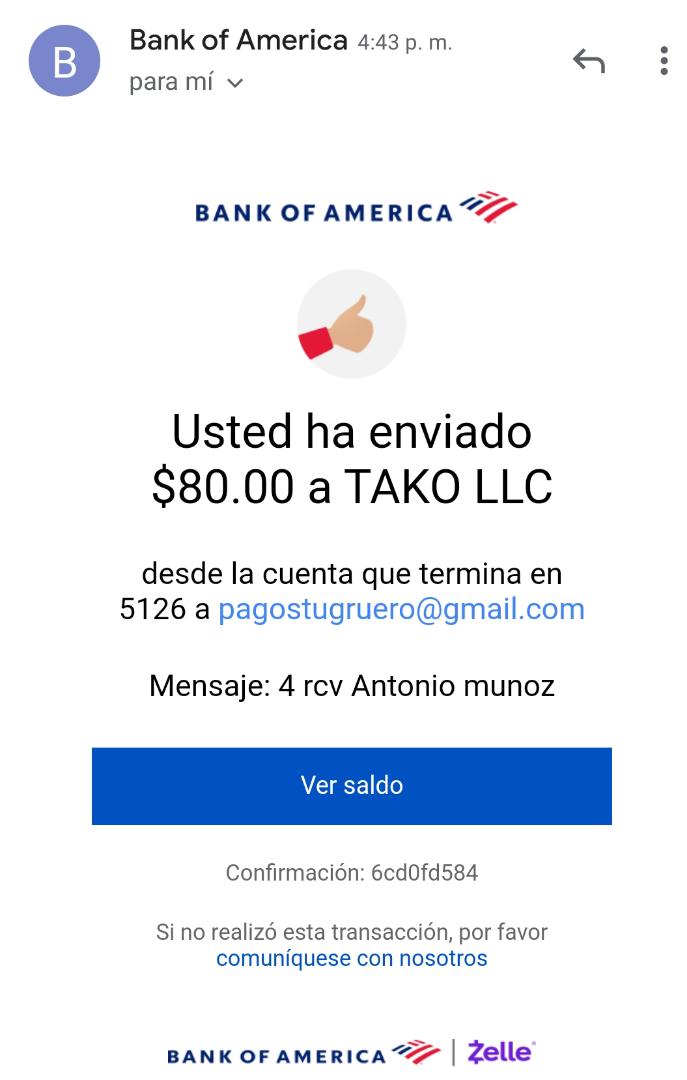 B
Bank of America 4:43 p. m.
para mí
BANK OF AMERICA
Usted ha enviado
$80.00 a TAKO LLC
desde la cuenta que termina en
5126 a pagostugruero@gmail.com
Mensaje: 4 rcv Antonio munoz
Ver saldo
Confirmación: 6cd0fd584
Si no realizó esta transacción, por favor
comuníquese con nosotros
BANK OF AMERICA | Zelle®